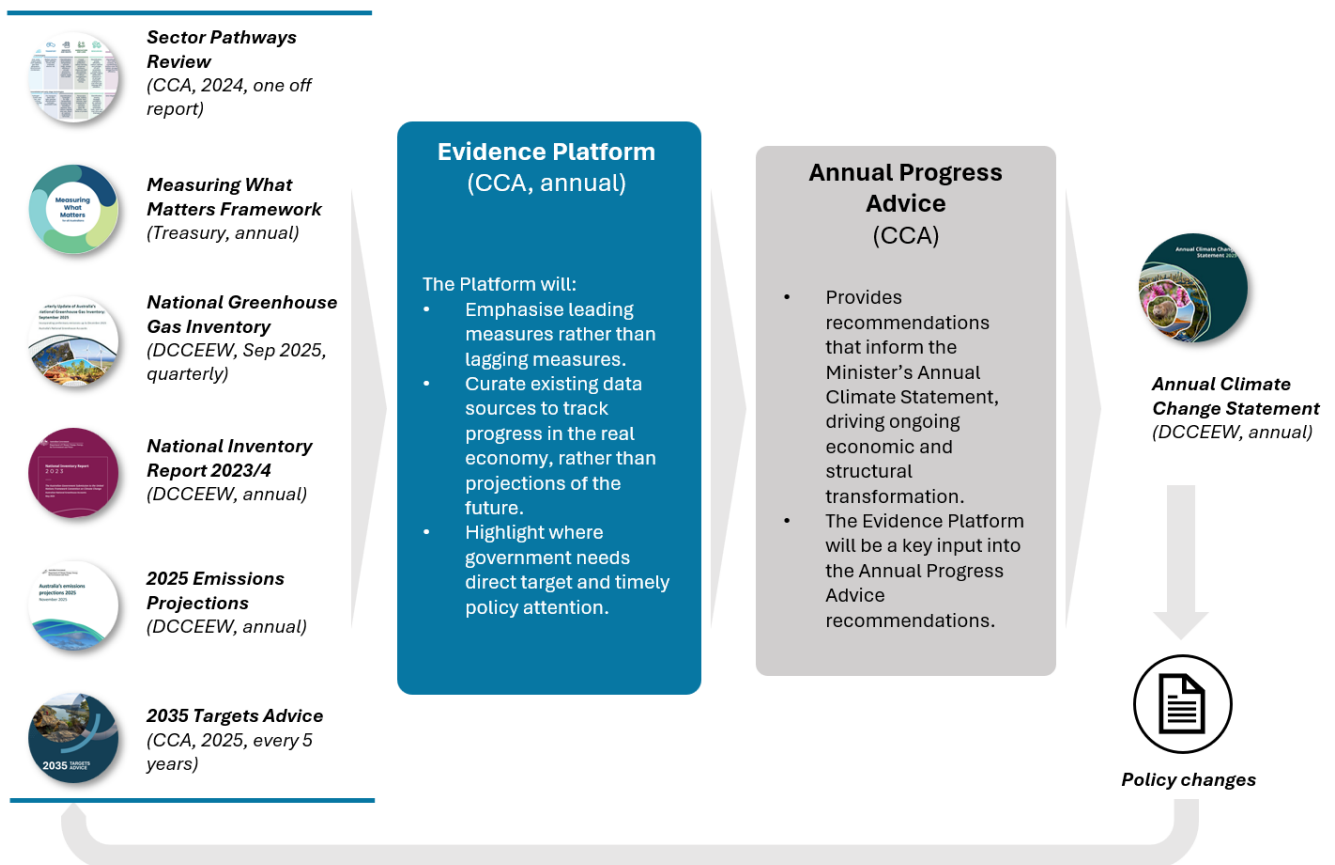 Sector Pathways
Review
(CCA, 2024, one off
report)
Measuring
What
Matters
Measuring What
Matters Framework
(Treasury, annual)
National Greenhouse
Gas Inventory
(DCCEEW, Sep 2025,
quarterly)
National Inventory Report
2023
National Inventory
Report 2023/4
(DCCEEW, annual)
Australia's emissions
projections 2025
November 2025
2025 Emissions
Projections
(DCCEEW, annual)
2035 TARGETS
ADVICE
2035 Targets Advice
(CCA, 2025, every 5
years)
Evidence Platform
(CCA, annual)
The Platform will:
• Emphasise leading
measures rather than
lagging measures.
• Curate existing data
sources to track
progress in the real
economy, rather than
projections of the
future.
• Highlight where
government needs
direct target and timely
policy attention.
Annual Progress
Advice
(CCA)
• Provides
recommendations
that inform the
Minister’s Annual
Climate Statement,
driving ongoing
economic and
structural
transformation.
• The Evidence Platform
will be a key input into
the Annual Progress
Advice
recommendations.
Annual Climate
Statement
Annual Climate
Change Statement
(DCCEEW, annual)
Policy changes